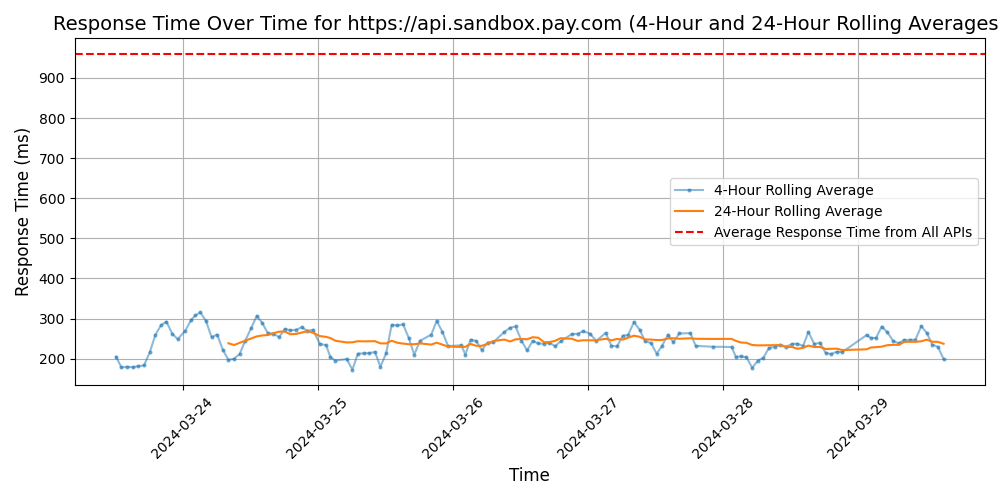 Response Time Over Time for https://api.sandbox.pay.com (4-Hour and 24-Hour Rolling Averages
Response Time (ms)
900
800
700
600
500
400
300
200
4-Hour Rolling Average
24-Hour Rolling Average
Average Response Time from All APIs
2024-03-24
2024-03-25
2024-03-26
2024-03-27
2024-03-28
2024-03-29
Time